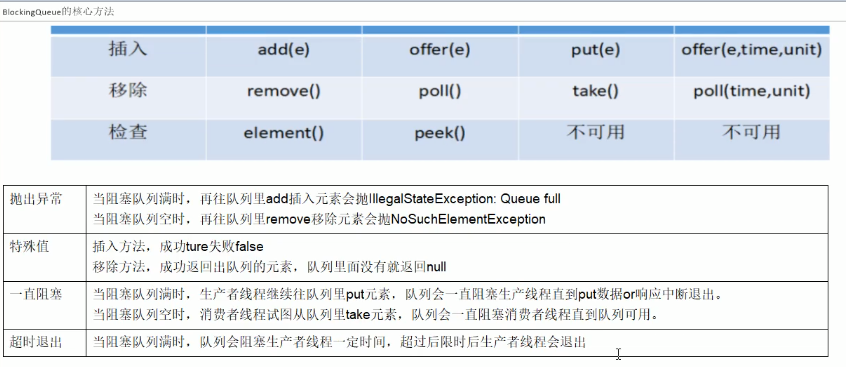 BlockingQueue的核心方法
插入 add(e) offer(e) put(e) offer(e,time,unit)
移除 remove() poll() take() poll(time,unit)
检查 element() peek() 不可用 不可用
抛出异常 当阻塞队列满时，再往队列里add插入元素会抛IllegalStateException: Queue full
当阻塞队列空时，再往队列里remove移除元素会抛NoSuchElementException
特殊值 插入方法，成功ture失败false
移除方法，成功返回出队列的元素，队列里面没有就返回null
一直阻塞 当阻塞队列满时，生产者线程继续往队列里put元素，队列会一直阻塞生产线程直到put数据or响应中断退出。
当阻塞队列空时，消费者线程试图从队列里take元素，队列会一直阻塞消费者线程直到队列可用。
超时退出 当阻塞队列满时，队列会阻塞生产者线程一定时间，超过后限时后生产者线程会退出